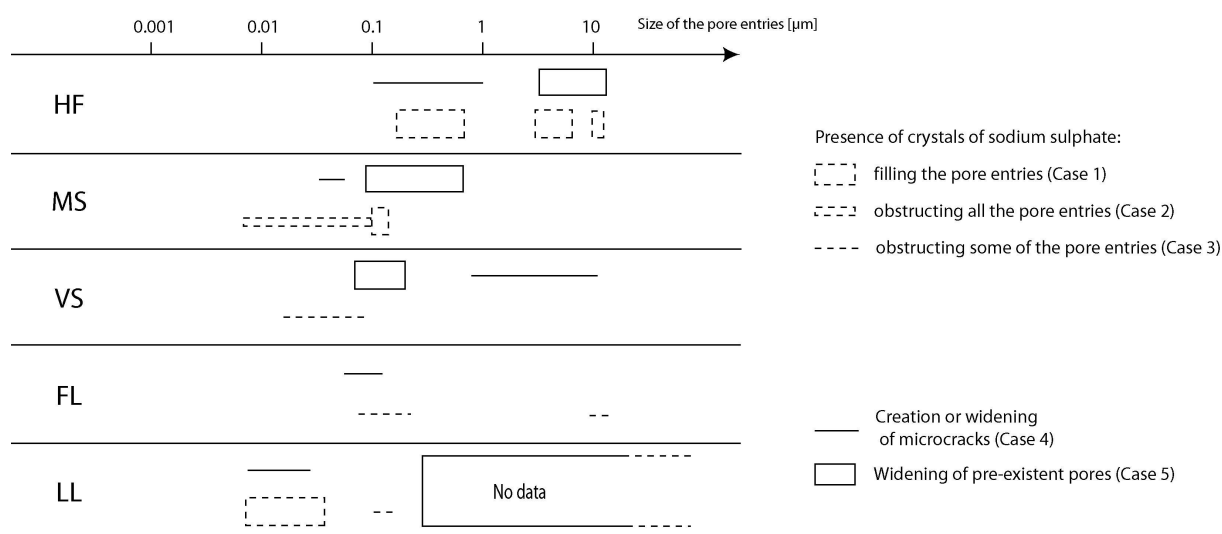 0.001 0.01 0.1 1 10 Size of the pore entries [µm]
HF
Presence of crystals of sodium sulphate:
filling the pore entries (Case 1)
MS
obstructing all the pore entries (Case 2)
obstructing some of the pore entries (Case 3)
VS
FL
Creation or widening
of microcracks (Case 4)
Widening of pre-existent pores (Case 5)
LL
No data